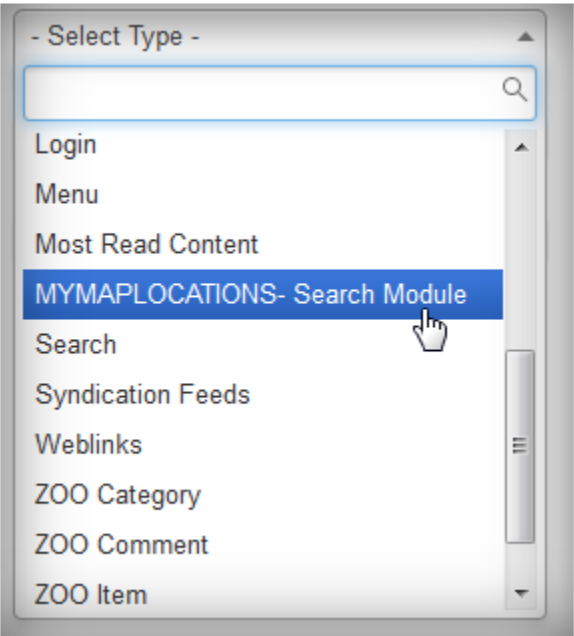 - Select Type -
Login
Menu
Most Read Content
MYMAPLOCATIONS- Search Module
Search
Syndication Feeds
Weblinks
ZOO Category
ZOO Comment
ZOO Item